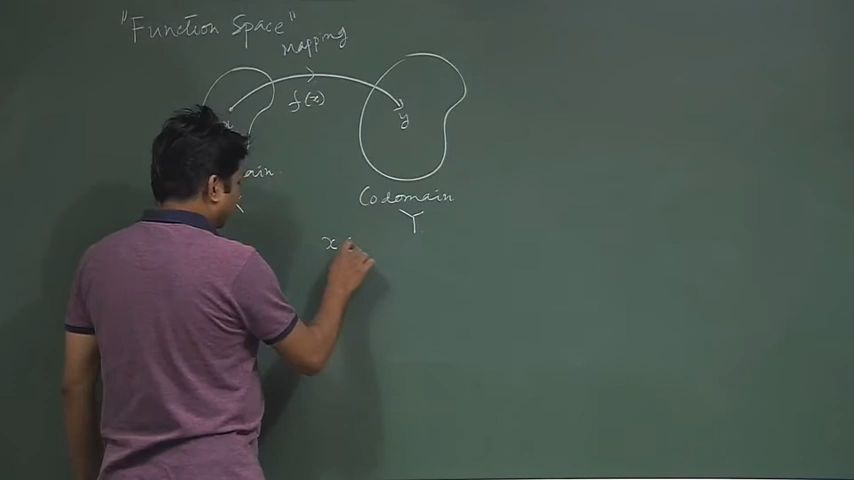 "Function Space"
Mapping
f(x)
x
y
ain.
Codomain
Y
x